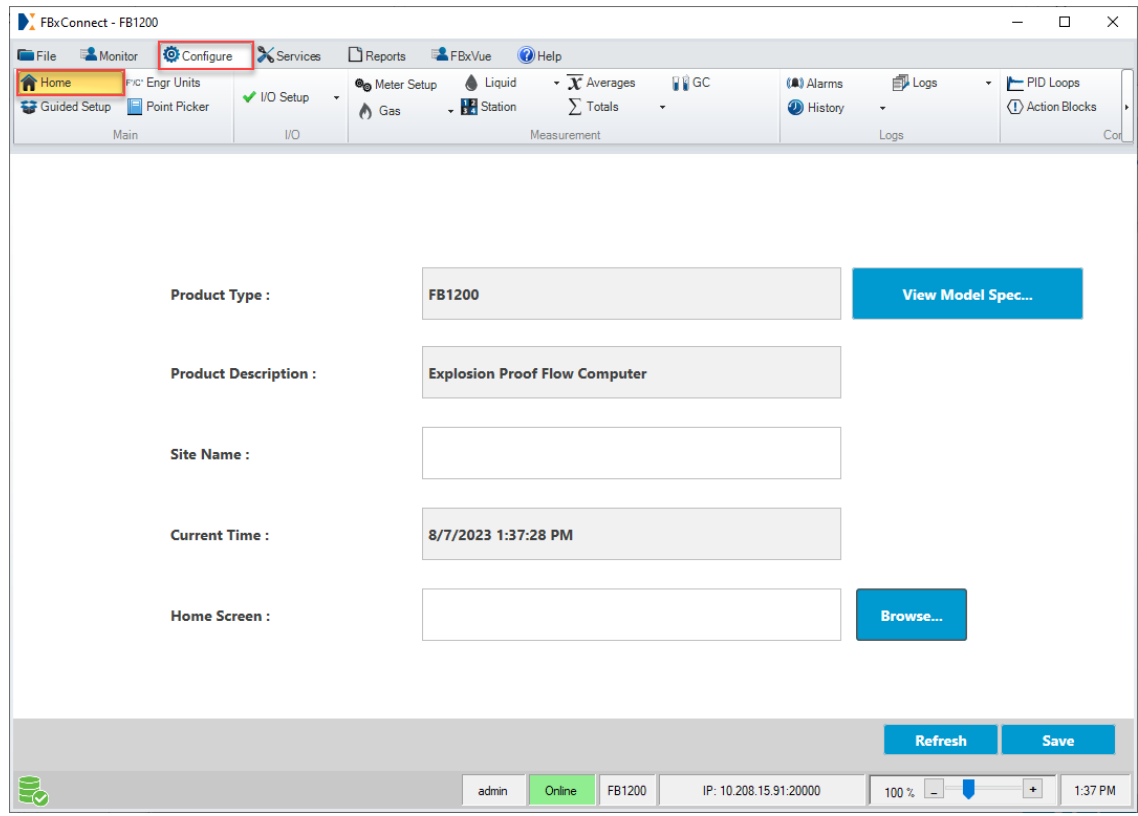 FBxConnect - FB1200
File Monitor Configure Services Reports FBxVue Help
Home Engr Units I/O Setup Meter Setup Liquid Averages GC Alarms Logs PID Loops
Guided Setup Point Picker Gas Station Totals History Action Blocks
Main I/O Measurement Logs
Product Type : FB1200 View Model Spec...
Product Description : Explosion Proof Flow Computer
Site Name :
Current Time : 8/7/2023 1:37:28 PM
Home Screen : Browse...
Refresh Save
admin Online FB1200 IP: 10.208.15.91:20000 100 % - + 1:37 PM